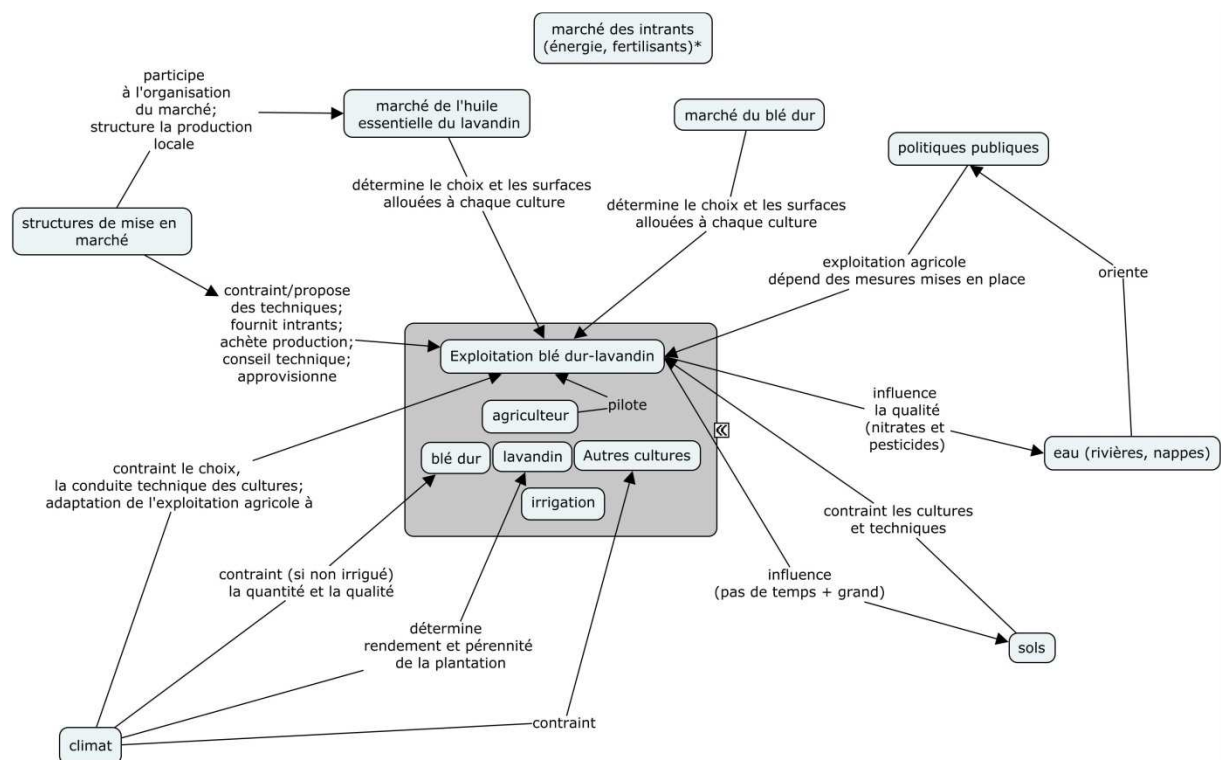 marché des intrants
(énergie, fertilisants)*
participe
à l'organisation
du marché;
structure la production
locale
marché de l'huile
essentielle du lavandin
marché du blé dur
politiques publiques
détermine le choix et les surfaces
allouées à chaque culture
détermine le choix et les surfaces
allouées à chaque culture
structures de mise en
marché
exploitation agricole
dépend des mesures mises en place
oriente
contraint/propose
des techniques;
fournit intrants;
achète production;
conseil technique;
approvisionne
Exploitation blé dur-lavandin
agriculteur
pilote
influence
la qualité
(nitrates et
pesticides)
eau (rivières, nappes)
blé dur
lavandin
Autres cultures
irrigation
contraint le choix,
la conduite technique des cultures;
adaptation de l'exploitation agricole à
contraint les cultures
et techniques
contraint (si non irrigué)
la quantité et la qualité
influence
(pas de temps + grand)
détermine
rendement et pérennité
de la plantation
sols
contraint
climat